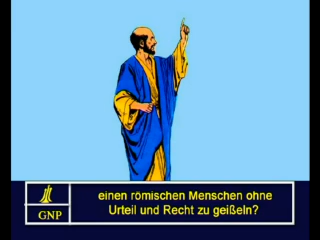 einen römischen Menschen ohne
Urteil und Recht zu geißeln?
GNP